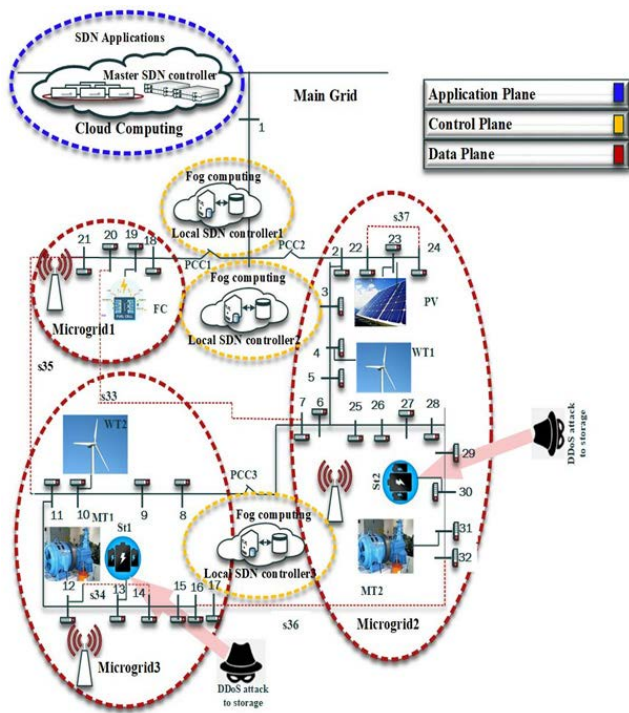 SDN Applications
Master SDN controller
Cloud Computing
Main Grid
1
Application Plane
Control Plane
Data Plane
Fog computing
Local SDN controller1
PCC2
PCC1
s37
21
20
19
18
2
22
23
24
Fog computing
Local SDN controller2
FC
Microgrid1
3
PV
4
WT1
5
s35
s33
7
6
25
26
27
28
WT2
DDoS attack
to storage
29
PCC3
St2
30
11
10
9
8
MT1
St1
Fog computing
Local SDN controller3
31
32
MT2
12
s34
13
14
15
16
17
s36
Microgrid2
Microgrid3
DDoS attack
to storage